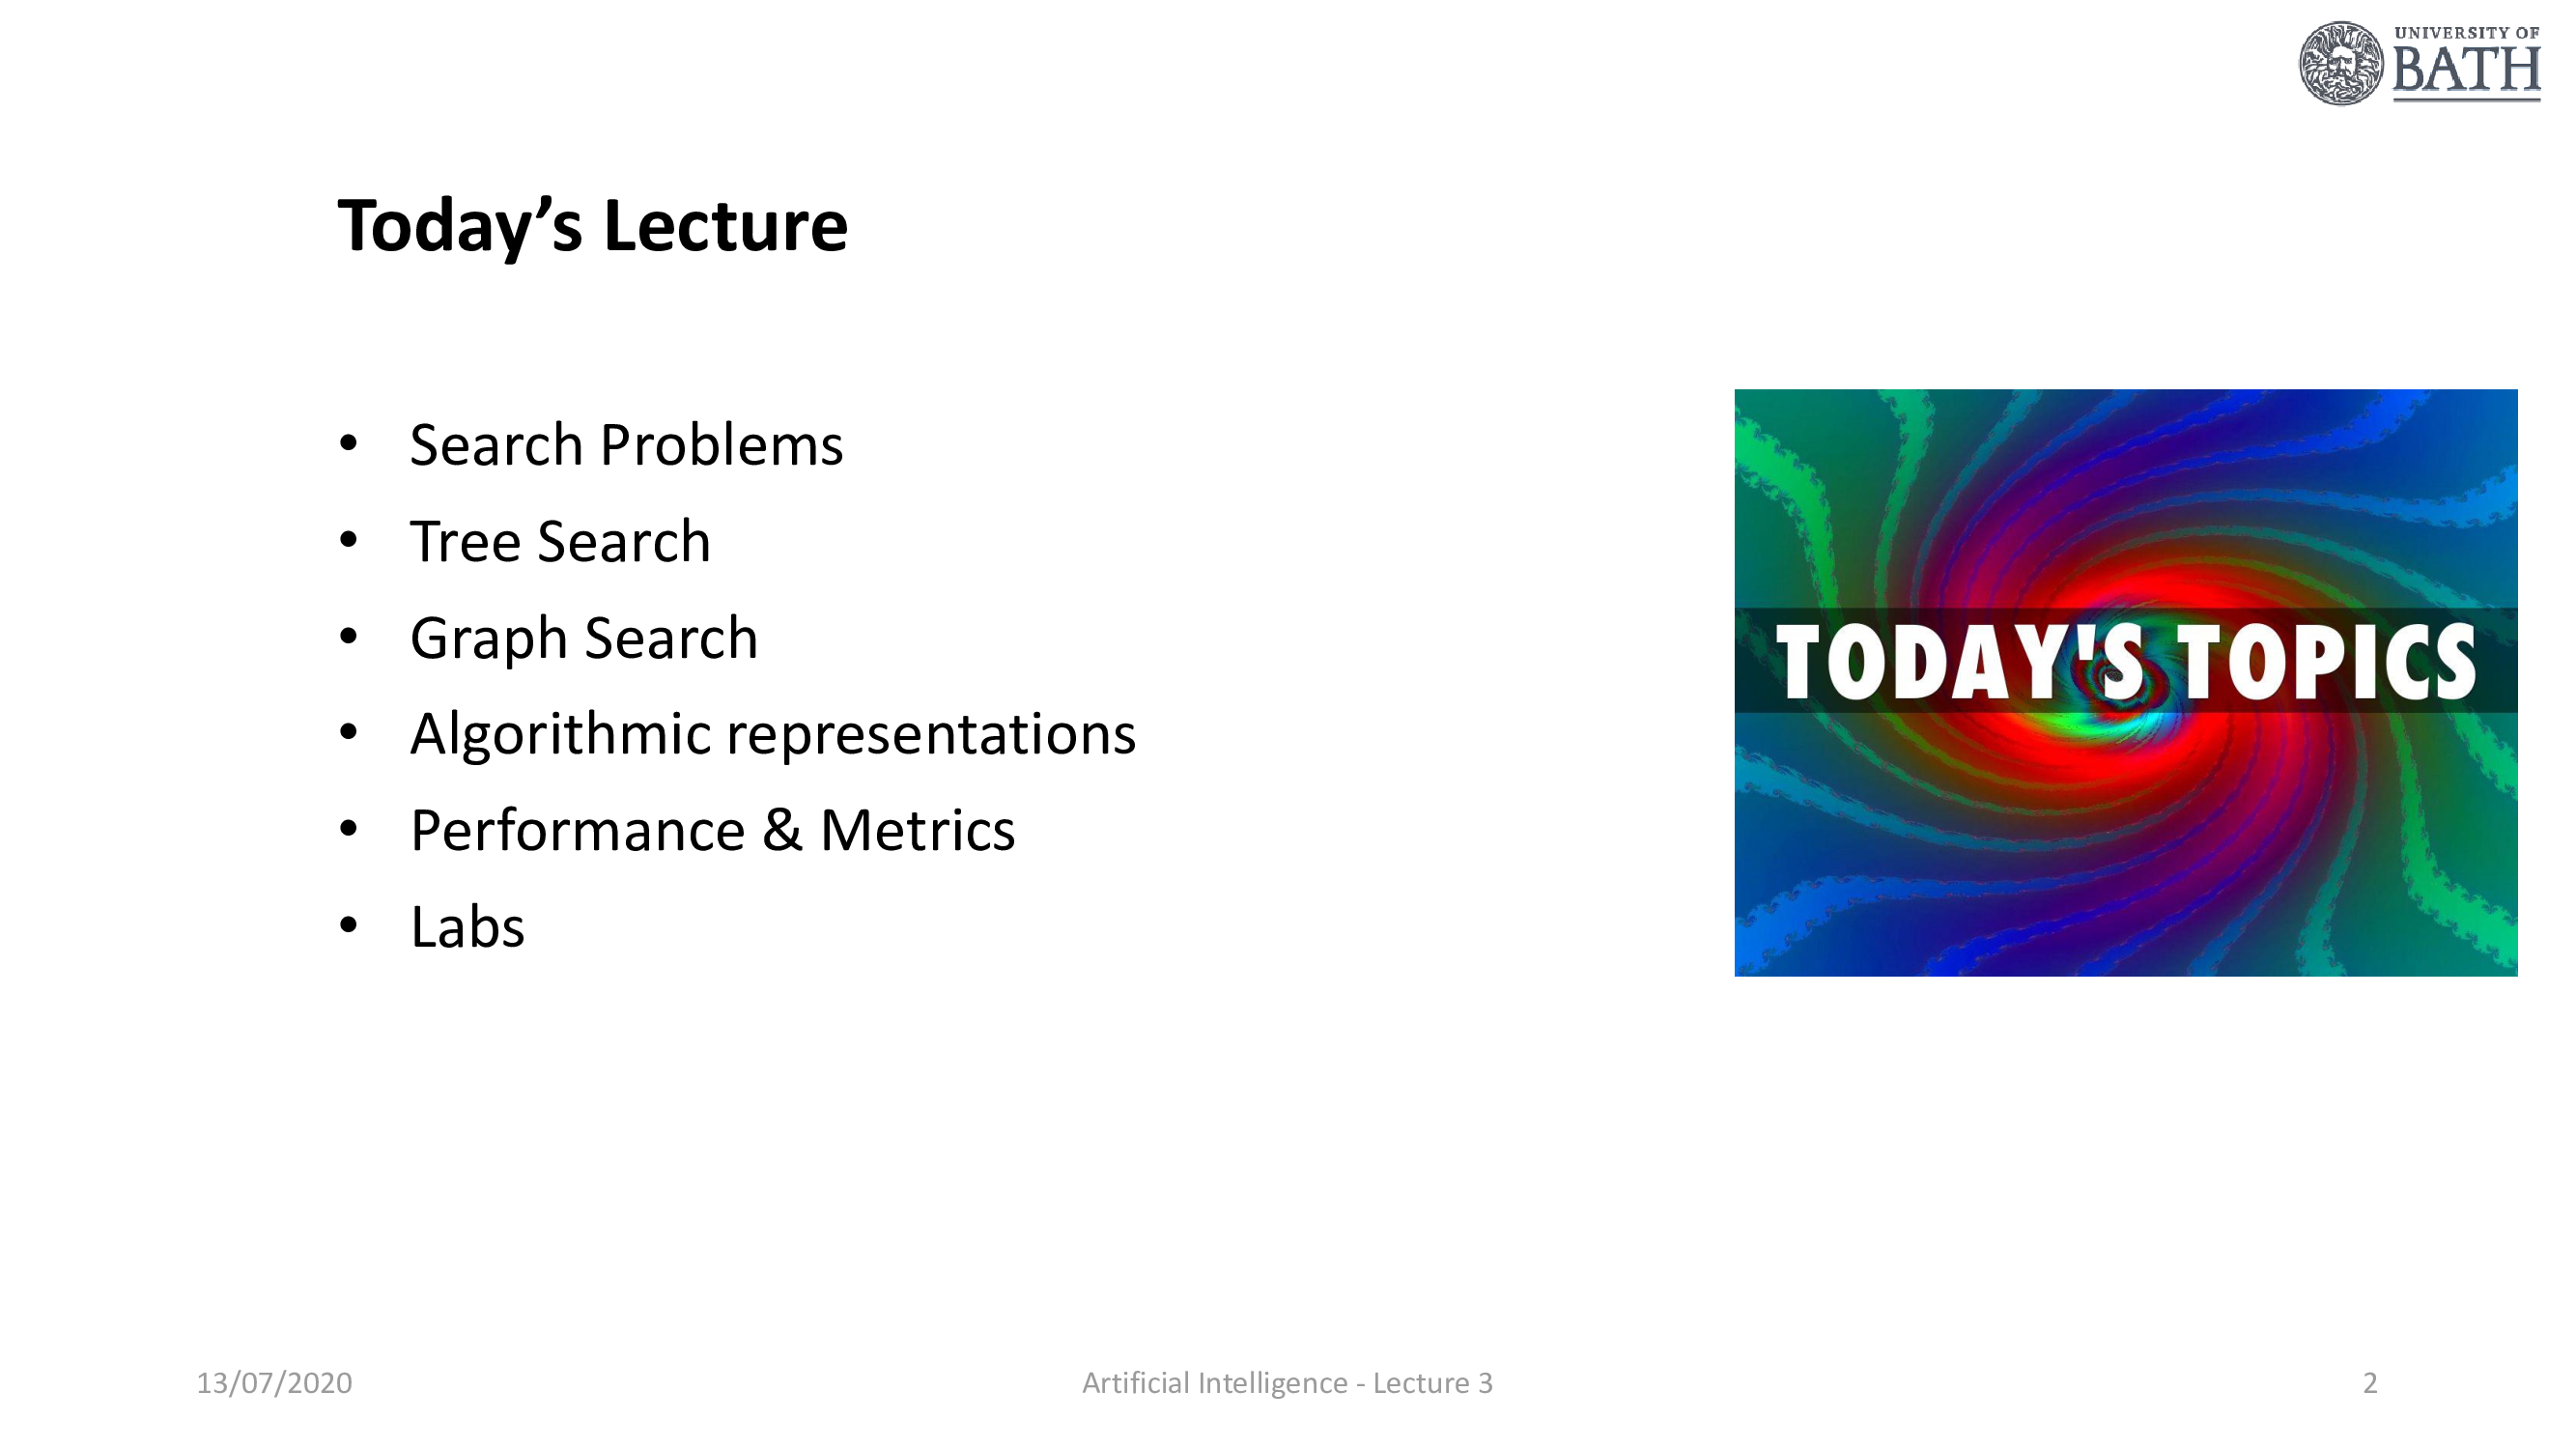 UNIVERSITY OF
BATH
Today’s Lecture
• Search Problems
• Tree Search
• Graph Search
• Algorithmic representations
• Performance & Metrics
• Labs
TODAY'S TOPICS
13/07/2020
Artificial Intelligence - Lecture 3
2